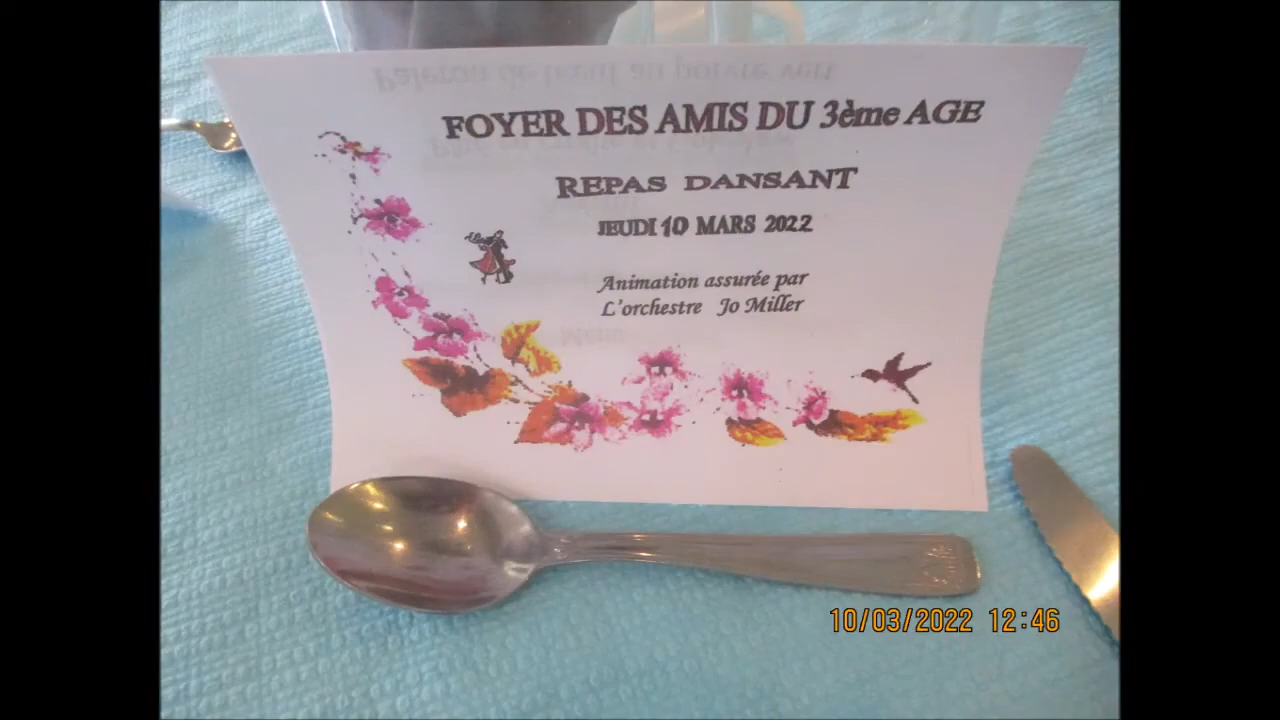 FOYER DES AMIS DU 3ème AGE
REPAS DANSANT
JEUDI 10 MARS 2022
Animation assurée par
L'orchestre Jo Miller
10/03/2022 12:46